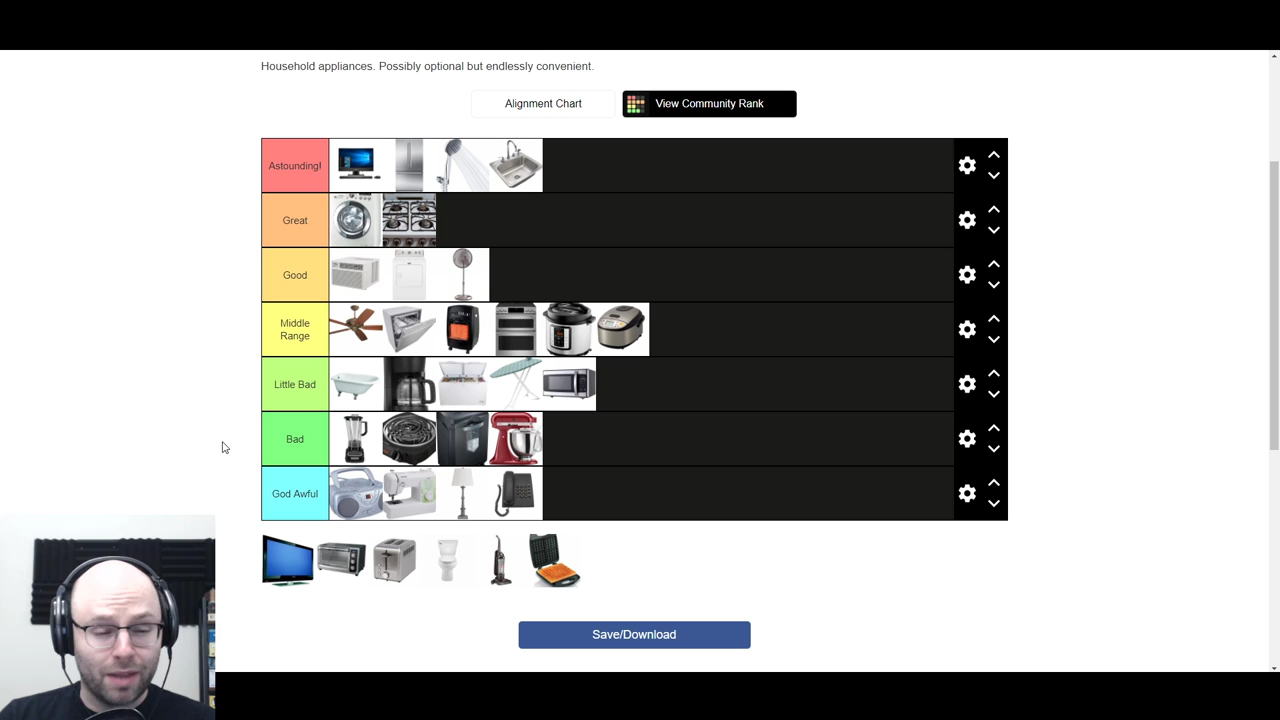 Household appliances. Possibly optional but endlessly convenient.
Alignment Chart
View Community Rank
Astounding!
Great
Good
Middle
Range
Little Bad
Bad
God Awful
Save/Download